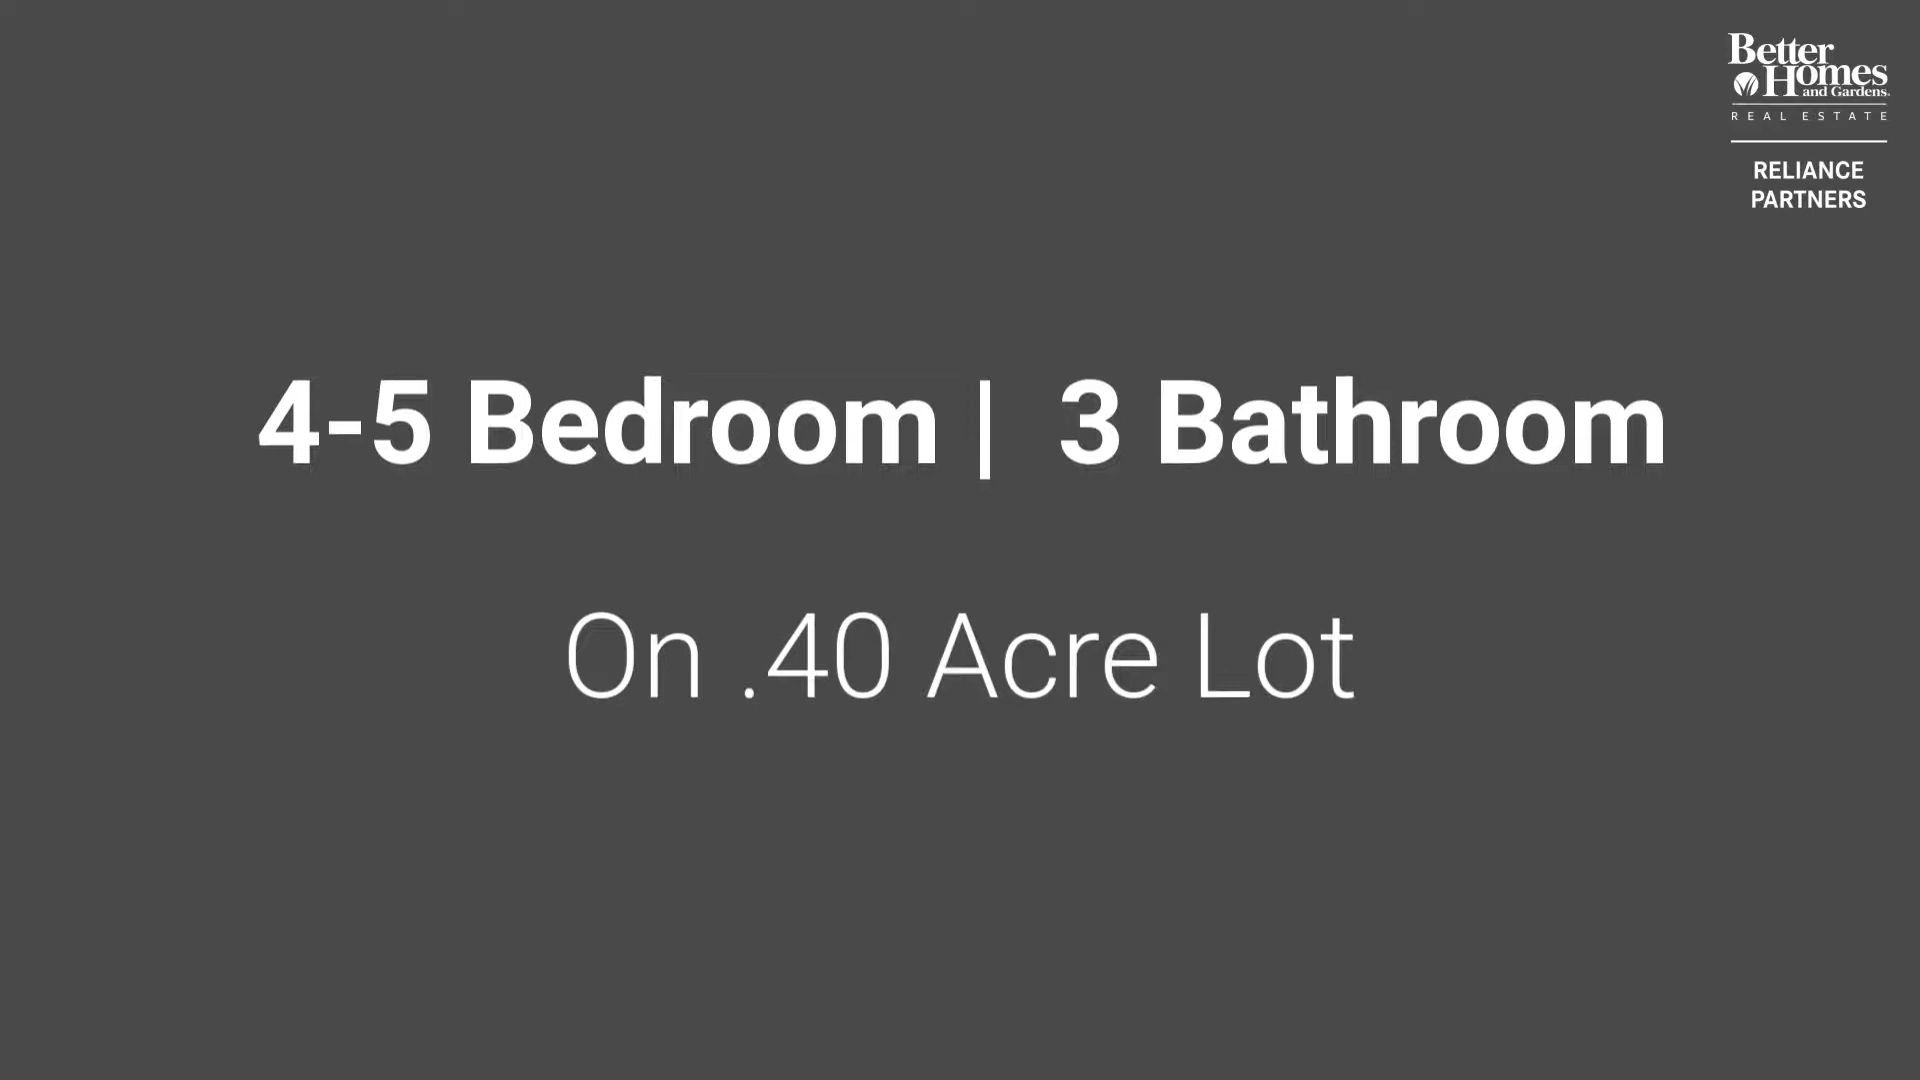 Better
Homes
and Gardens
REAL ESTATE
RELIANCE
PARTNERS
4-5 Bedroom | 3 Bathroom
On .40 Acre Lot